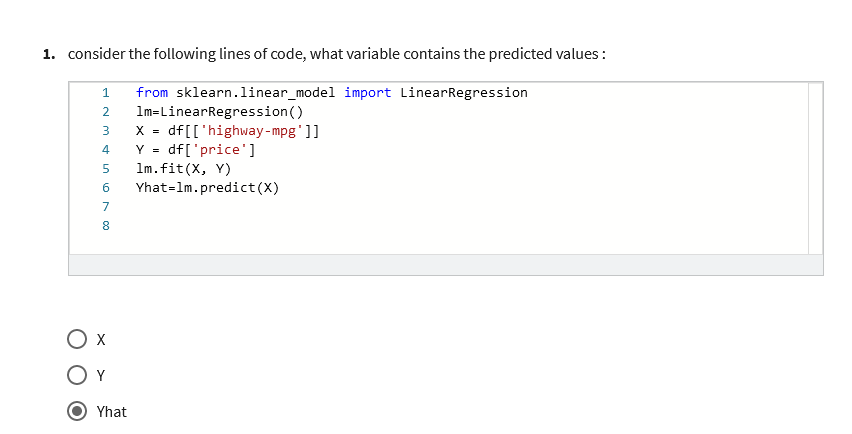 1. consider the following lines of code, what variable contains the predicted values :
1 from sklearn.linear_model import LinearRegression
2 lm=LinearRegression()
3 X = df[['highway-mpg']]
4 Y = df['price']
5 lm.fit(X, Y)
6 Yhat=lm.predict(X)
7
8
X
Y
Yhat